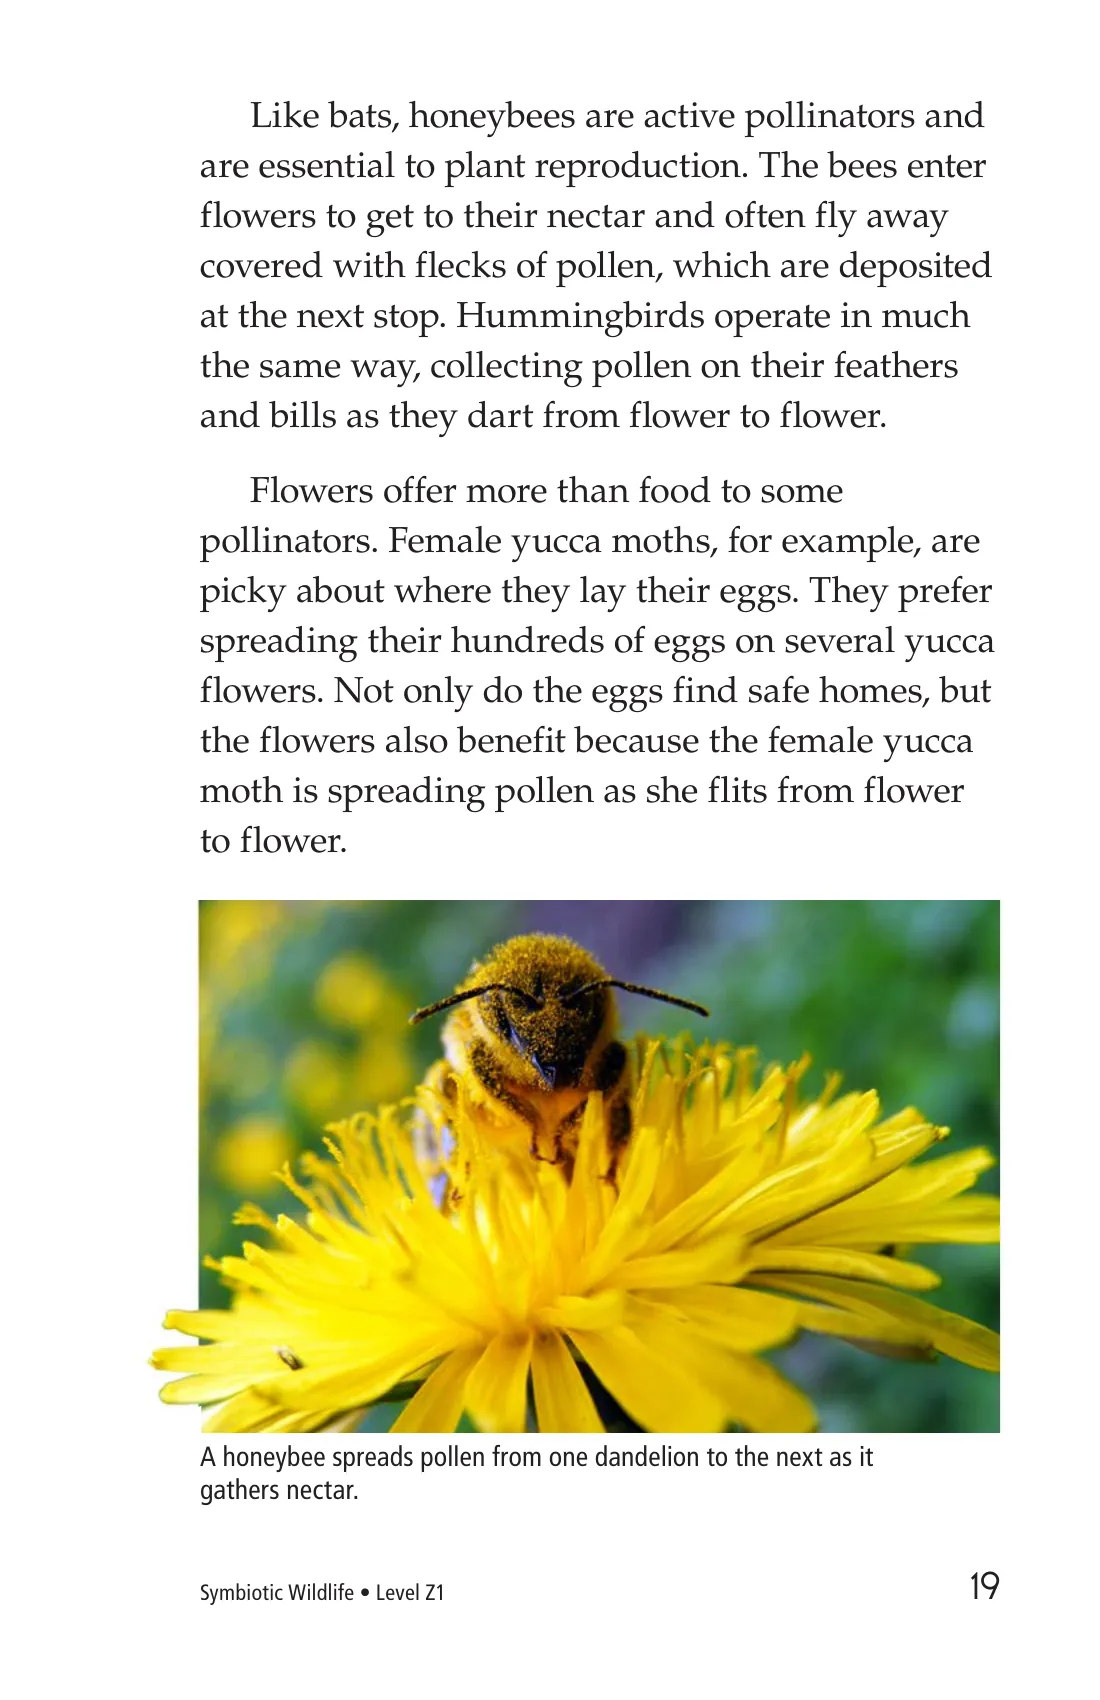 Like bats, honeybees are active pollinators and
are essential to plant reproduction. The bees enter
flowers to get to their nectar and often fly away
covered with flecks of pollen, which are deposited
at the next stop. Hummingbirds operate in much
the same way, collecting pollen on their feathers
and bills as they dart from flower to flower.
Flowers offer more than food to some
pollinators. Female yucca moths, for example, are
picky about where they lay their eggs. They prefer
spreading their hundreds of eggs on several yucca
flowers. Not only do the eggs find safe homes, but
the flowers also benefit because the female yucca
moth is spreading pollen as she flits from flower
to flower.
A honeybee spreads pollen from one dandelion to the next as it
gathers nectar.
Symbiotic Wildlife • Level Z1
19